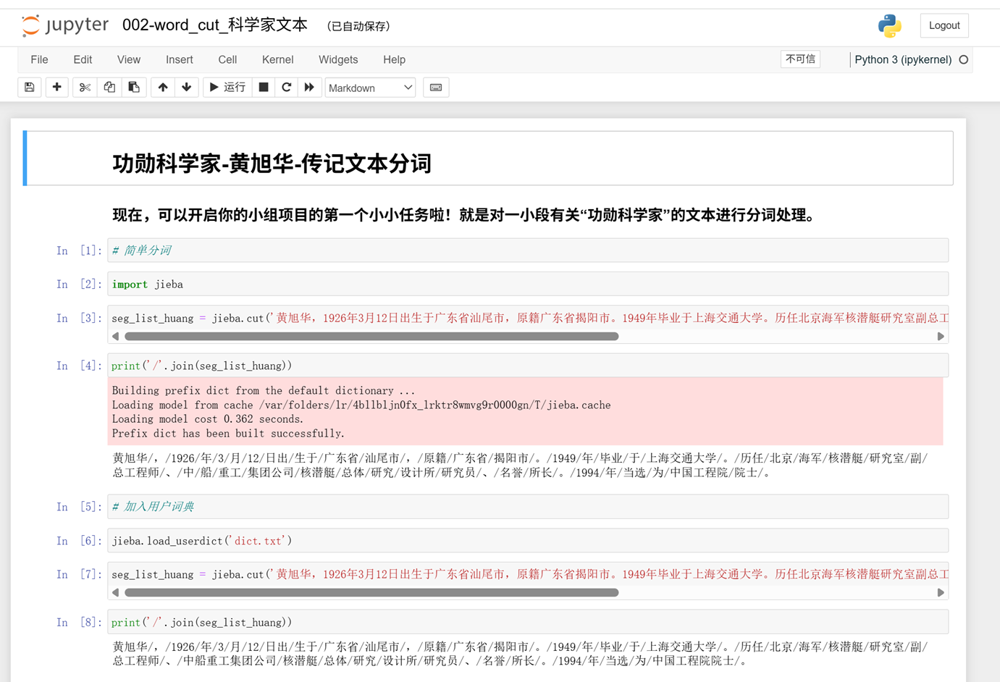 jupyter 002-word_cut_科学家文本 （已自动保存） Logout
File Edit View Insert Cell Kernel Widgets Help 不可信 Python 3 (ipykernel)
运行 Markdown
功勋科学家-黄旭华-传记文本分词
现在，可以开启你的小组项目的第一个小小任务啦！就是对一小段有关“功勋科学家”的文本进行分词处理。
In [1]: # 简单分词
In [2]: import jieba
In [3]: seg_list_huang = jieba.cut('黄旭华，1926年3月12日出生于广东省汕尾市，原籍广东省揭阳市。1949年毕业于上海交通大学。历任北京海军核潜艇研究室副总工
In [4]: print('/'.join(seg_list_huang))
Building prefix dict from the default dictionary ...
Loading model from cache /var/folders/lr/4bllbljn0fx_lrktr8wmvg9r0000gn/T/jieba.cache
Loading model cost 0.362 seconds.
Prefix dict has been built successfully.
黄旭华/，/1926/年/3/月/12/日出/生于/广东省/汕尾市/，/原籍/广东省/揭阳市/。/1949/年/毕业/于/上海交通大学/。/历任/北京/海军/核潜艇/研究室/副/
总工程师/、/中/船/重工/集团公司/核潜艇/总体/研究/设计所/研究员/、/名誉/所长/。/1994/年/当选/为/中国工程院/院士/。
In [5]: # 加入用户词典
In [6]: jieba.load_userdict('dict.txt')
In [7]: seg_list_huang = jieba.cut('黄旭华，1926年3月12日出生于广东省汕尾市，原籍广东省揭阳市。1949年毕业于上海交通大学。历任北京海军核潜艇研究室副总工
In [8]: print('/'.join(seg_list_huang))
黄旭华/，/1926/年/3/月/12/日出/生于/广东省/汕尾市/，/原籍/广东省/揭阳市/。/1949/年/毕业/于/上海交通大学/。/历任/北京/海军/核潜艇/研究室/副/
总工程师/、/中船重工集团公司/核潜艇/总体/研究/设计所/研究员/、/名誉/所长/。/1994/年/当选/为/中国工程院院士/。